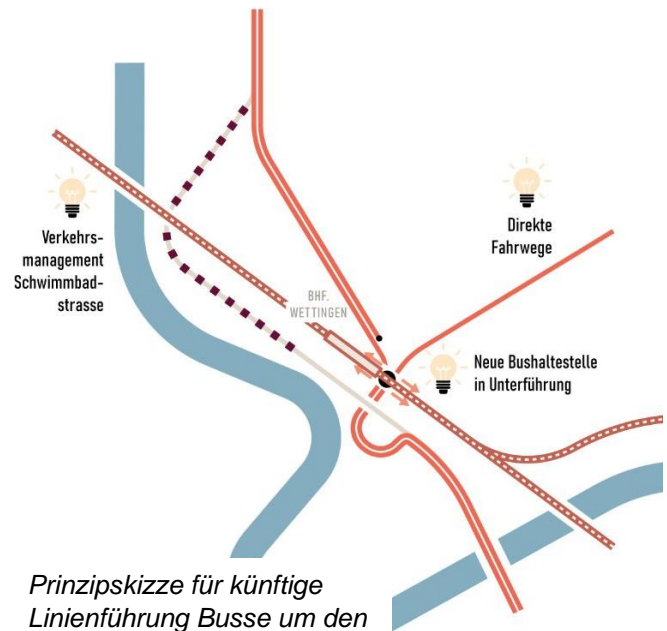 Verkehrs-
management
Schwimmbad-
strasse
Direkte
Fahrwege
BHF.
WETTINGEN
Neue Bushaltestelle
in Unterführung
Prinzipskizze für künftige
Linienführung Busse um den